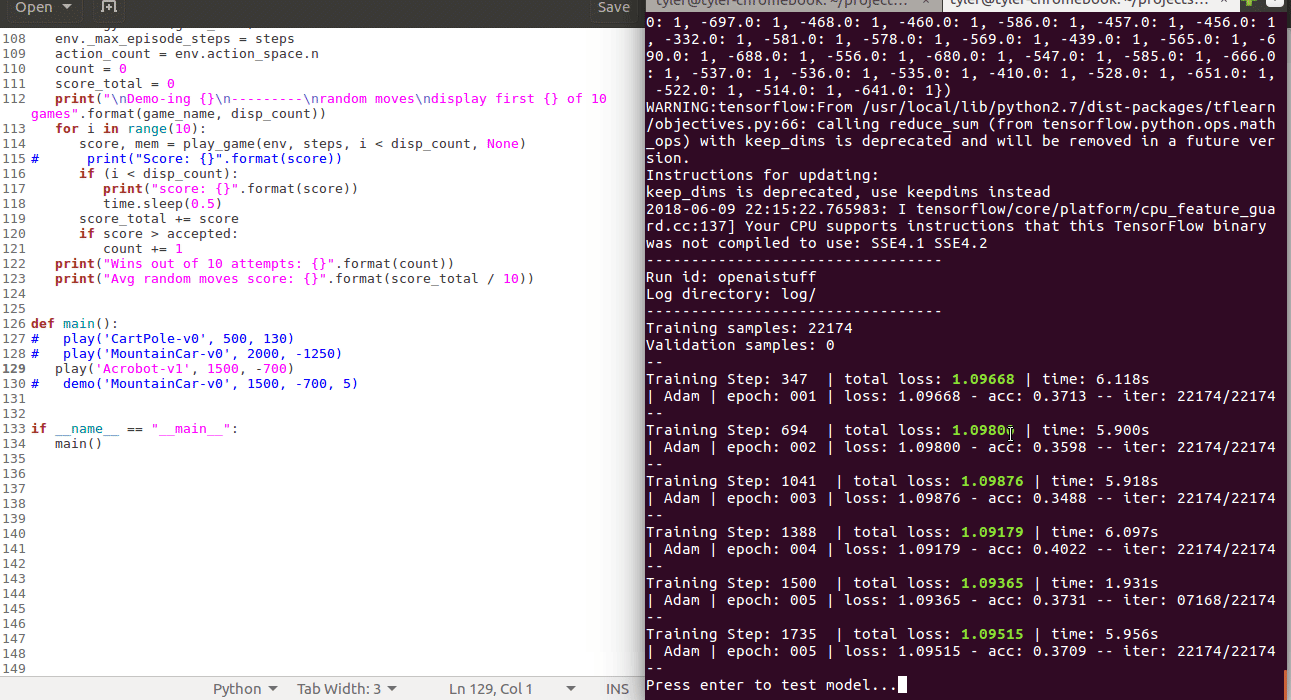 Open
Save
108 env._max_episode_steps = steps
109 action_count = env.action_space.n
110 count = 0
111 score_total = 0
112 print("\nDemo-ing {}\n---------\nrandom moves\ndisplay first {} of 10
games".format(game_name, disp_count))
113 for i in range(10):
114 score, mem = play_game(env, steps, i < disp_count, None)
115 # print("Score: {}".format(score))
116 if (i < disp_count):
117 print("score: {}".format(score))
118 time.sleep(0.5)
119 score_total += score
120 if score > accepted:
121 count += 1
122 print("Wins out of 10 attempts: {}".format(count))
123 print("Avg random moves score: {}".format(score_total / 10))
124
125
126 def main():
127 # play('CartPole-v0', 500, 130)
128 # play('MountainCar-v0', 2000, -1250)
129 play('Acrobot-v1', 1500, -700)
130 # demo('MountainCar-v0', 1500, -700, 5)
131
132
133 if __name__ == "__main__":
134 main()
135
136
137
138
139
140
141
142
143
144
145
146
147
148
149
Python Tab Width: 3 Ln 129, Col 1 INS
tyler@tyler-chromebook: ~/project... × tyler@tyler-chromebook: ~/projects... ×
0: 1, -697.0: 1, -468.0: 1, -460.0: 1, -586.0: 1, -457.0: 1, -456.0: 1
, -332.0: 1, -581.0: 1, -578.0: 1, -569.0: 1, -439.0: 1, -565.0: 1, -6
90.0: 1, -688.0: 1, -556.0: 1, -680.0: 1, -547.0: 1, -585.0: 1, -666.0
: 1, -537.0: 1, -536.0: 1, -535.0: 1, -410.0: 1, -528.0: 1, -651.0: 1,
-522.0: 1, -514.0: 1, -641.0: 1})
WARNING:tensorflow:From /usr/local/lib/python2.7/dist-packages/tflearn
/objectives.py:66: calling reduce_sum (from tensorflow.python.ops.math
_ops) with keep_dims is deprecated and will be removed in a future ver
sion.
Instructions for updating:
keep_dims is deprecated, use keepdims instead
2018-06-09 22:15:22.765983: I tensorflow/core/platform/cpu_feature_gua
rd.cc:137] Your CPU supports instructions that this TensorFlow binary
was not compiled to use: SSE4.1 SSE4.2
---------------------------------
Run id: openaistuff
Log directory: log/
---------------------------------
Training samples: 22174
Validation samples: 0
--
Training Step: 347 | total loss: 1.09668 | time: 6.118s
| Adam | epoch: 001 | loss: 1.09668 - acc: 0.3713 -- iter: 22174/22174
--
Training Step: 694 | total loss: 1.09800 | time: 5.900s
| Adam | epoch: 002 | loss: 1.09800 - acc: 0.3598 -- iter: 22174/22174
--
Training Step: 1041 | total loss: 1.09876 | time: 5.918s
| Adam | epoch: 003 | loss: 1.09876 - acc: 0.3488 -- iter: 22174/22174
--
Training Step: 1388 | total loss: 1.09179 | time: 6.097s
| Adam | epoch: 004 | loss: 1.09179 - acc: 0.4022 -- iter: 22174/22174
--
Training Step: 1500 | total loss: 1.09365 | time: 1.931s
| Adam | epoch: 005 | loss: 1.09365 - acc: 0.3731 -- iter: 07168/22174
--
Training Step: 1735 | total loss: 1.09515 | time: 5.956s
| Adam | epoch: 005 | loss: 1.09515 - acc: 0.3709 -- iter: 22174/22174
--
Press enter to test model...